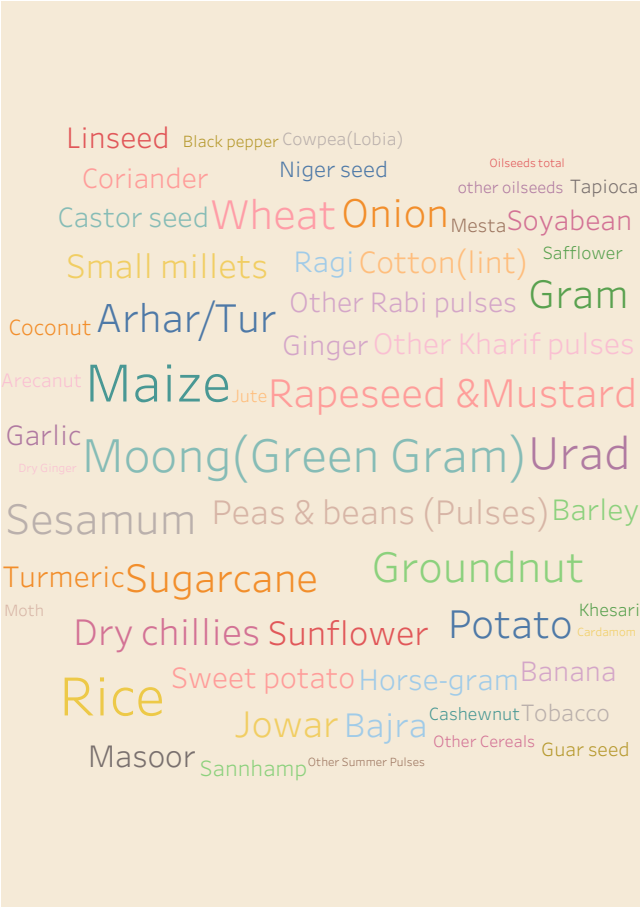 Linseed Black pepper Cowpea(Lobia)
Oilseeds total
Coriander Niger seed
other oilseeds Tapioca
Castor seed Wheat Onion Mesta Soyabean
Small millets Ragi Cotton(lint) Safflower
Coconut Arhar/Tur Other Rabi pulses Gram
Ginger Other Kharif pulses
Arecanut Maize Jute Rapeseed &Mustard
Garlic
Dry Ginger Moong(Green Gram) Urad
Sesamum Peas & beans (Pulses) Barley
Turmeric Sugarcane Groundnut
Moth Khesari
Dry chillies Sunflower Potato Cardamom
Rice Sweet potato Horse-gram Banana
Jowar Bajra Cashewnut Tobacco
Other Cereals
Masoor Sannhamp Other Summer Pulses Guar seed